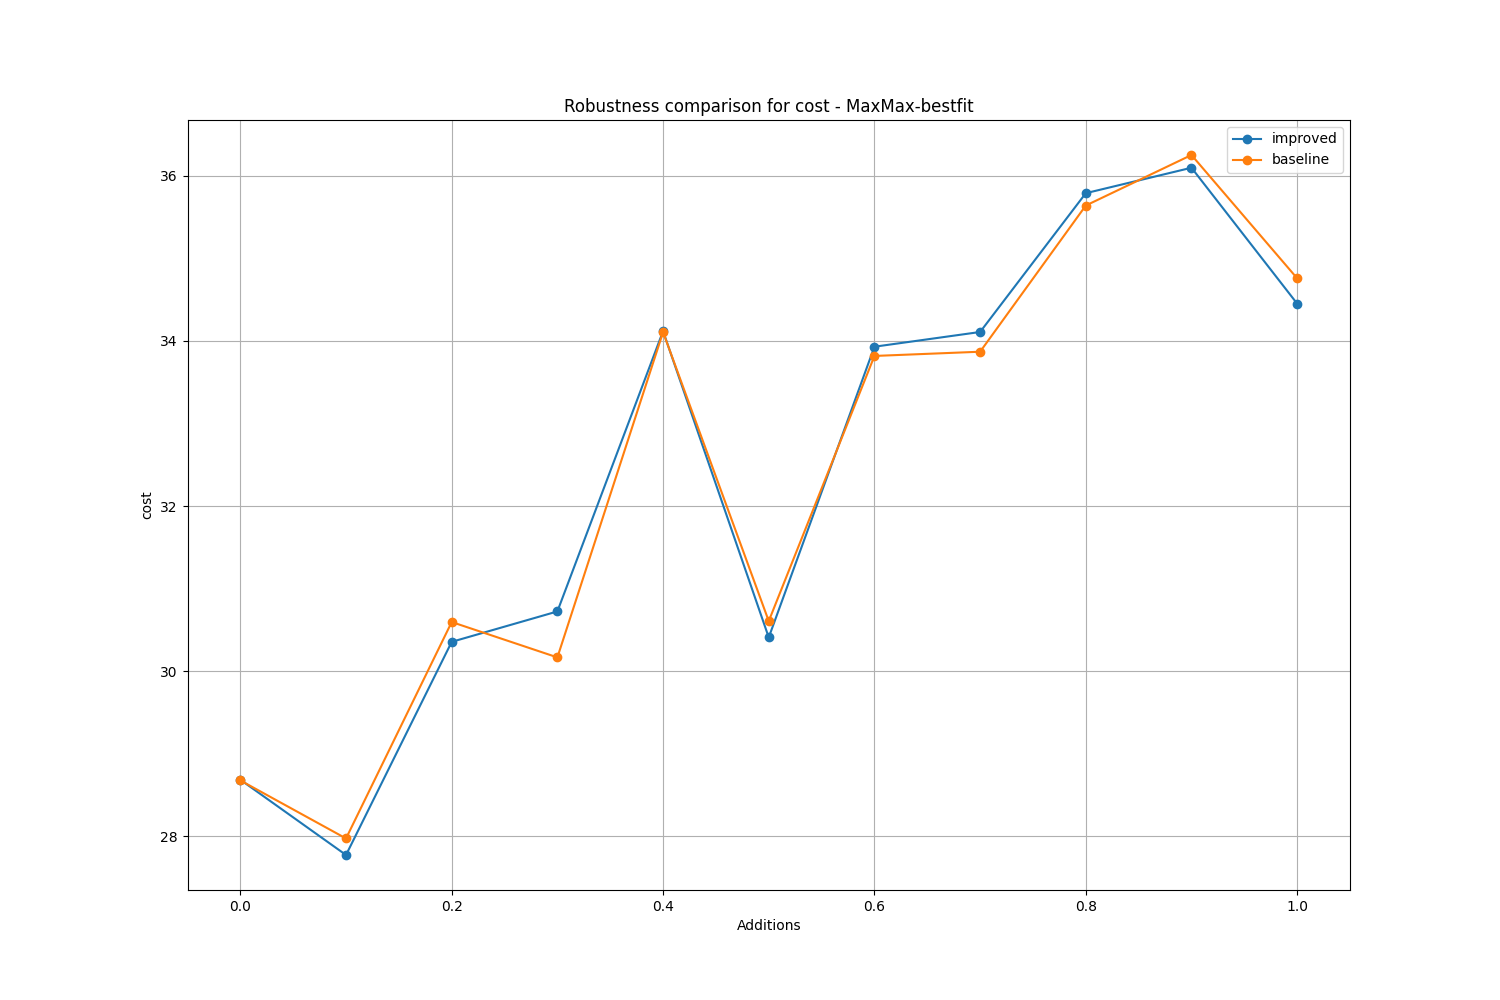 Robustness comparison for cost - MaxMax-bestfit
improved
baseline
36
34
32
30
28
cost
0.0 0.2 0.4 0.6 0.8 1.0
Additions